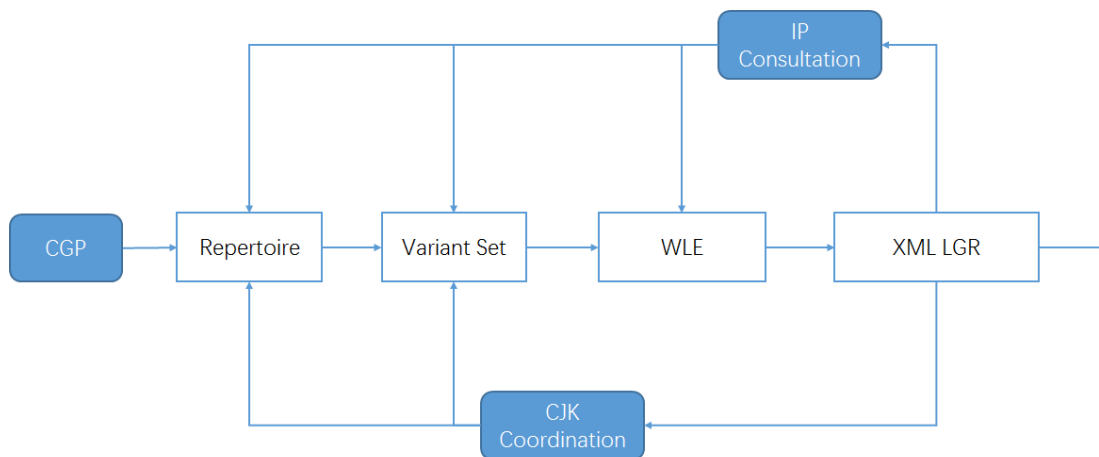 IP
Consultation
CGP
Repertoire
Variant Set
WLE
XML LGR
CJK
Coordination